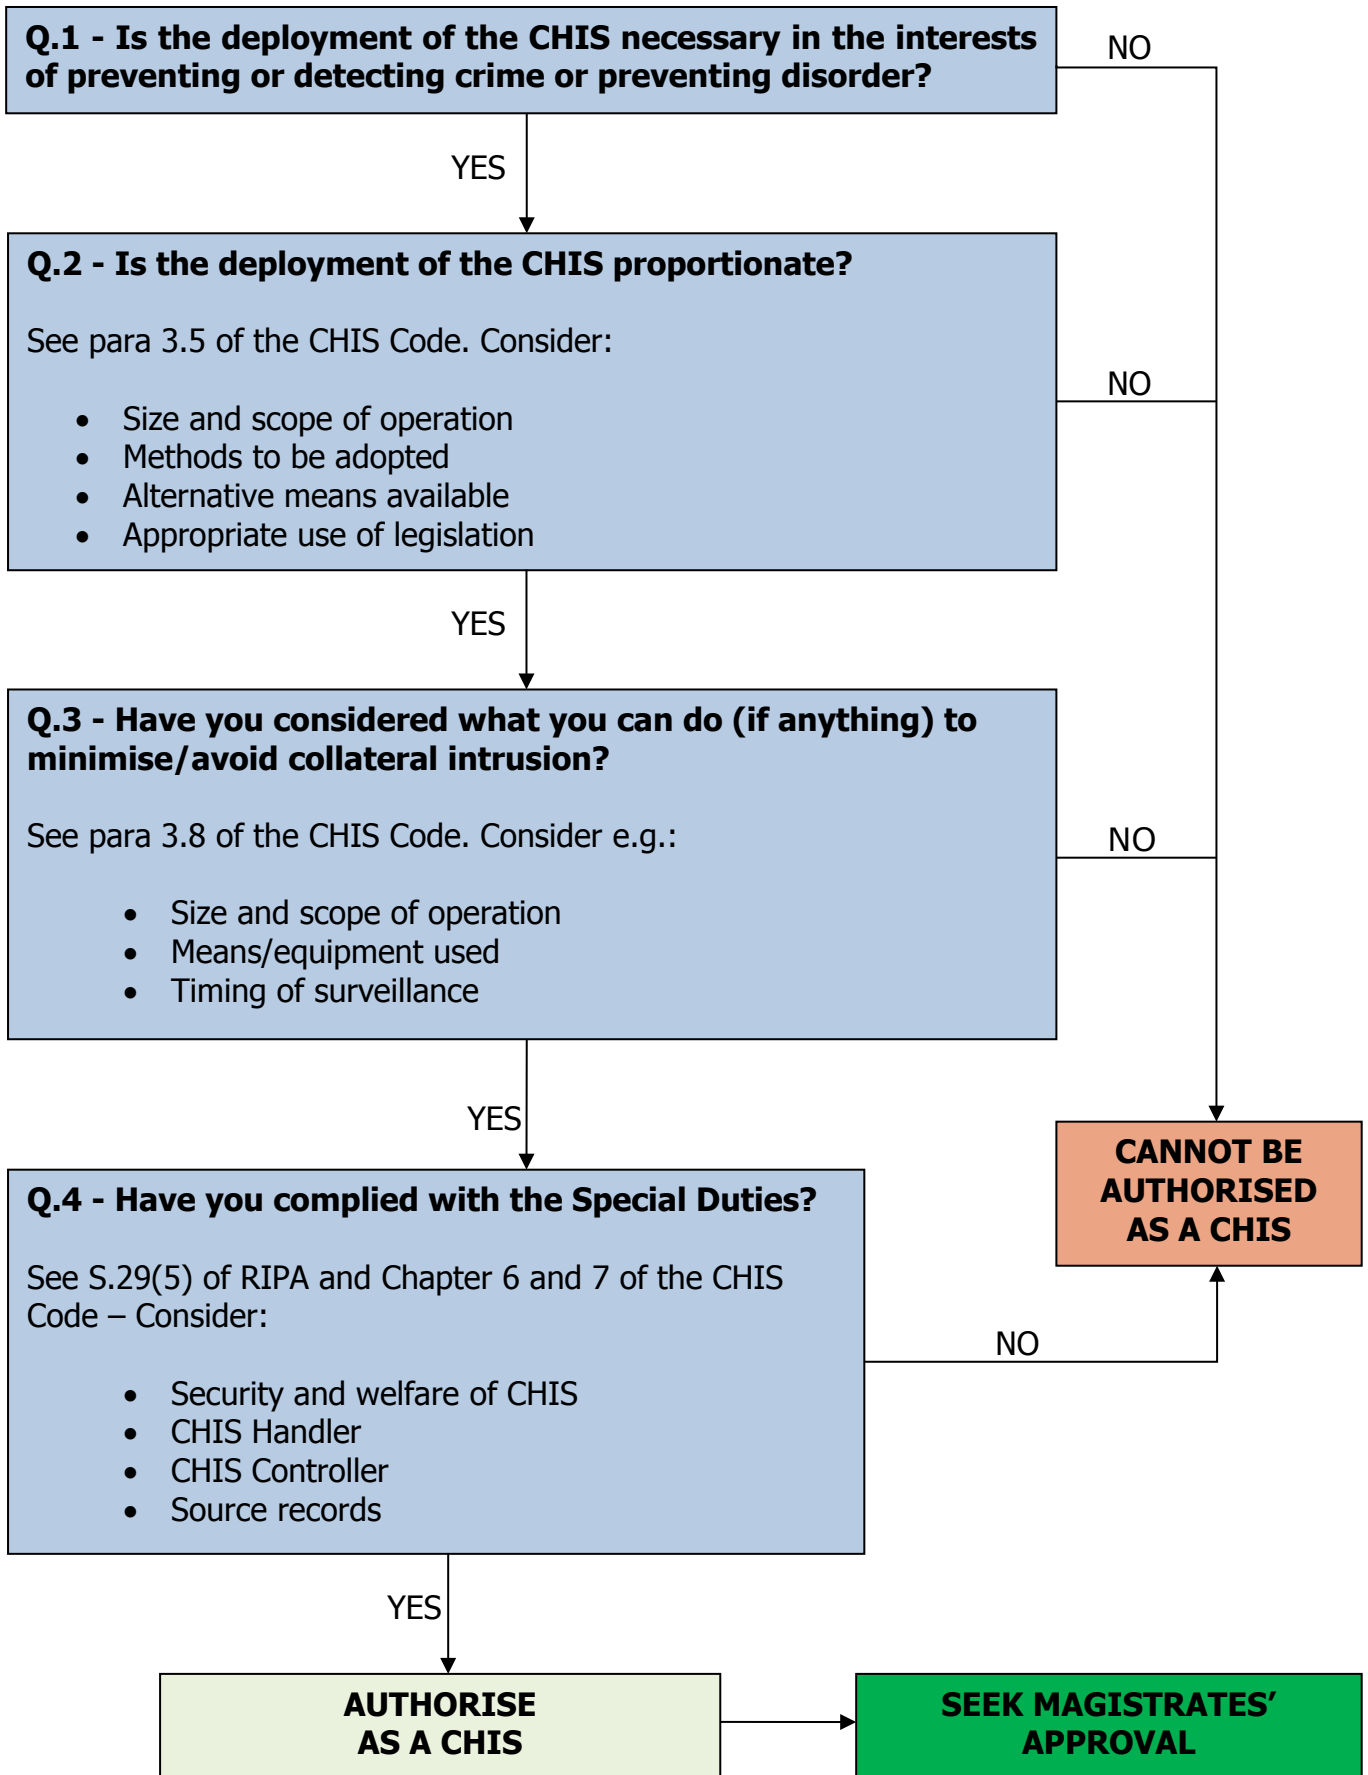 Q.1 - Is the deployment of the CHIS necessary in the interests
of preventing or detecting crime or preventing disorder?
NO
YES
Q.2 - Is the deployment of the CHIS proportionate?
See para 3.5 of the CHIS Code. Consider:
• Size and scope of operation
• Methods to be adopted
• Alternative means available
• Appropriate use of legislation
NO
YES
Q.3 - Have you considered what you can do (if anything) to
minimise/avoid collateral intrusion?
See para 3.8 of the CHIS Code. Consider e.g.:
• Size and scope of operation
• Means/equipment used
• Timing of surveillance
NO
YES
CANNOT BE
AUTHORISED
AS A CHIS
Q.4 - Have you complied with the Special Duties?
See S.29(5) of RIPA and Chapter 6 and 7 of the CHIS
Code – Consider:
• Security and welfare of CHIS
• CHIS Handler
• CHIS Controller
• Source records
NO
YES
AUTHORISE
AS A CHIS
SEEK MAGISTRATES’
APPROVAL